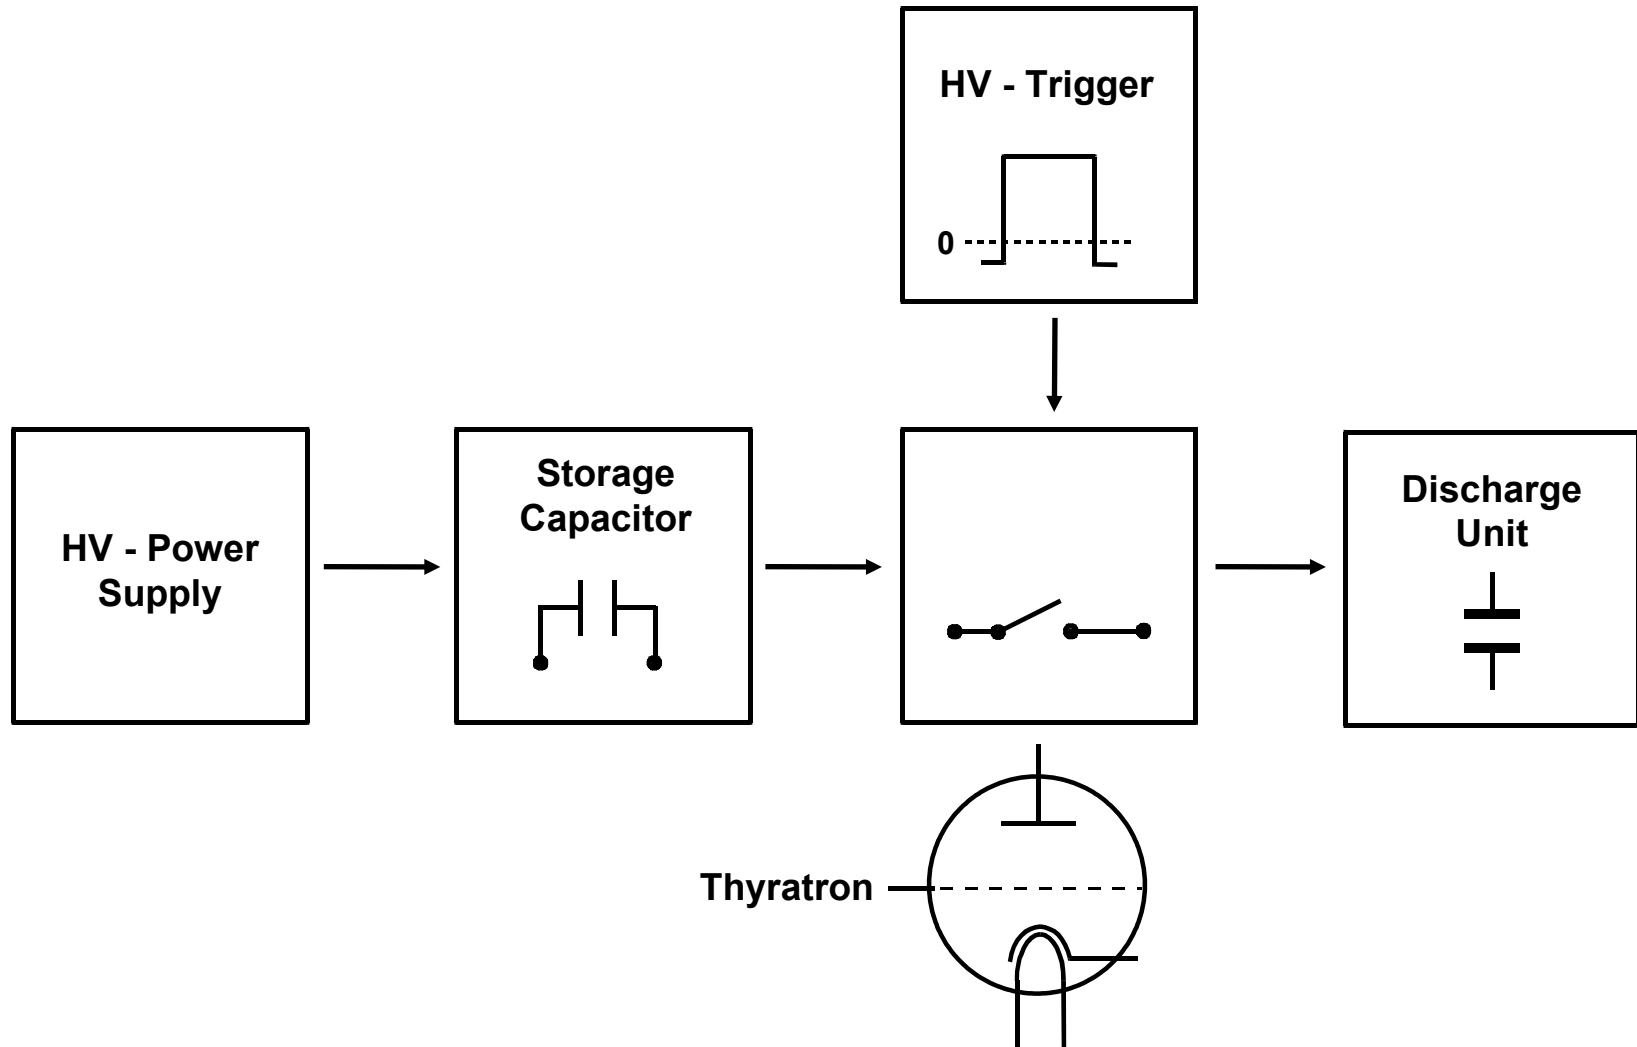 HV - Trigger
0
HV - Power
Supply
Storage
Capacitor
Discharge
Unit
Thyratron